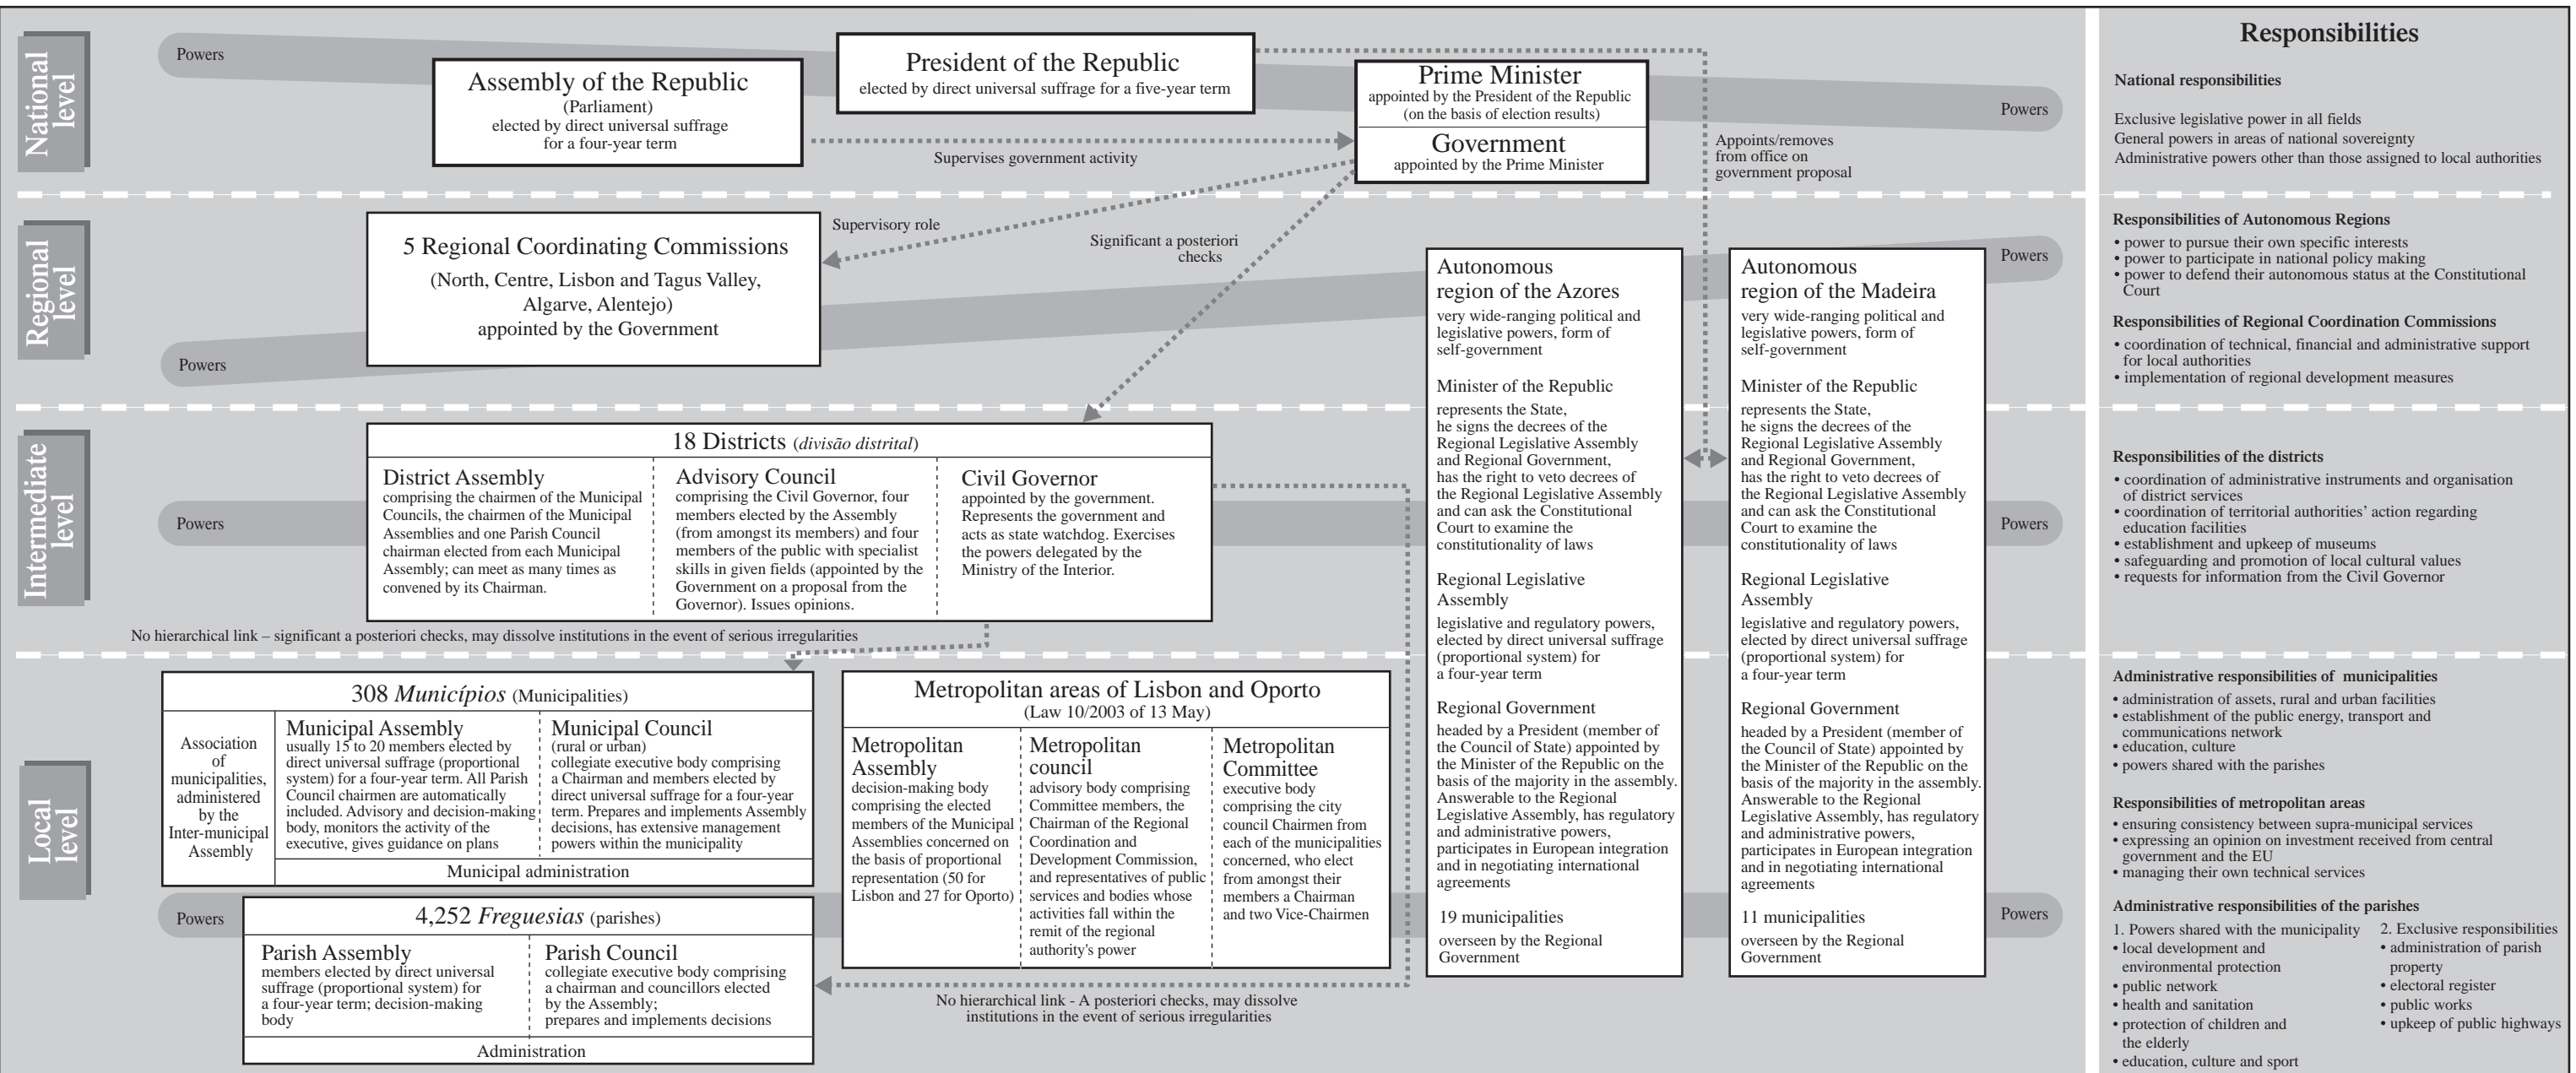 National
level
Powers
Assembly of the Republic
(Parliament)
elected by direct universal suffrage
for a four-year term
President of the Republic
elected by direct universal suffrage for a five-year term
Prime Minister
appointed by the President of the Republic
(on the basis of election results)
Government
appointed by the Prime Minister
Powers
Supervises government activity
Appoints/removes
from office on
government proposal
Regional
level
Powers
5 Regional Coordinating Commissions
(North, Centre, Lisbon and Tagus Valley,
Algarve, Alentejo)
appointed by the Government
Supervisory role
Significant a posteriori
checks
Powers
Autonomous
region of the Azores
very wide-ranging political and
legislative powers, form of
self-government
Minister of the Republic
represents the State,
he signs the decrees of the
Regional Legislative Assembly
and Regional Government,
has the right to veto decrees of
the Regional Legislative Assembly
and can ask the Constitutional
Court to examine the
constitutionality of laws
Regional Legislative
Assembly
legislative and regulatory powers,
elected by direct universal suffrage
(proportional system) for
a four-year term
Regional Government
headed by a President (member of
the Council of State) appointed by
the Minister of the Republic on the
basis of the majority in the assembly.
Answerable to the Regional
Legislative Assembly, has regulatory
and administrative powers,
participates in European integration
and in negotiating international
agreements
19 municipalities
overseen by the Regional
Government
Autonomous
region of the Madeira
very wide-ranging political and
legislative powers, form of
self-government
Minister of the Republic
represents the State,
he signs the decrees of the
Regional Legislative Assembly
and Regional Government,
has the right to veto decrees of
the Regional Legislative Assembly
and can ask the Constitutional
Court to examine the
constitutionality of laws
Regional Legislative
Assembly
legislative and regulatory powers,
elected by direct universal suffrage
(proportional system) for
a four-year term
Regional Government
headed by a President (member of
the Council of State) appointed by
the Minister of the Republic on the
basis of the majority in the assembly.
Answerable to the Regional
Legislative Assembly, has regulatory
and administrative powers,
participates in European integration
and in negotiating international
agreements
11 municipalities
overseen by the Regional
Government
Intermediate
level
Powers
18 Districts (divisão distrital)
District Assembly
comprising the chairmen of the Municipal
Councils, the chairmen of the Municipal
Assemblies and one Parish Council
chairman elected from each Municipal
Assembly; can meet as many times as
convened by its Chairman.
Advisory Council
comprising the Civil Governor, four
members elected by the Assembly
(from amongst its members) and four
members of the public with specialist
skills in given fields (appointed by the
Government on a proposal from the
Governor). Issues opinions.
Civil Governor
appointed by the government.
Represents the government and
acts as state watchdog. Exercises
the powers delegated by the
Ministry of the Interior.
Powers
No hierarchical link – significant a posteriori checks, may dissolve institutions in the event of serious irregularities
Local
level
308 Municípios (Municipalities)
Association
of
municipalities,
administered
by the
Inter-municipal
Assembly
Municipal Assembly
usually 15 to 20 members elected by
direct universal suffrage (proportional
system) for a four-year term. All Parish
Council chairmen are automatically
included. Advisory and decision-making
body, monitors the activity of the
executive, gives guidance on plans
Municipal Council
(rural or urban)
collegiate executive body comprising
a Chairman and members elected by
direct universal suffrage for a four-year
term. Prepares and implements Assembly
decisions, has extensive management
powers within the municipality
Municipal administration
Powers
4,252 Freguesias (parishes)
Parish Assembly
members elected by direct universal
suffrage (proportional system) for
a four-year term; decision-making
body
Parish Council
collegiate executive body comprising
a chairman and councillors elected
by the Assembly;
prepares and implements decisions
Administration
Metropolitan areas of Lisbon and Oporto
(Law 10/2003 of 13 May)
Metropolitan
Assembly
decision-making body
comprising the elected
members of the Municipal
Assemblies concerned on
the basis of proportional
representation (50 for
Lisbon and 27 for Oporto)
Metropolitan
council
advisory body comprising
Committee members, the
Chairman of the Regional
Coordination and
Development Commission,
and representatives of public
services and bodies whose
activities fall within the
remit of the regional
authority's power
Metropolitan
Committee
executive body
comprising the city
council Chairmen from
each of the municipalities
concerned, who elect
from amongst their
members a Chairman
and two Vice-Chairmen
Powers
No hierarchical link - A posteriori checks, may dissolve
institutions in the event of serious irregularities
Responsibilities
National responsibilities
Exclusive legislative power in all fields
General powers in areas of national sovereignty
Administrative powers other than those assigned to local authorities
Responsibilities of Autonomous Regions
• power to pursue their own specific interests
• power to participate in national policy making
• power to defend their autonomous status at the Constitutional
Court
Responsibilities of Regional Coordination Commissions
• coordination of technical, financial and administrative support
for local authorities
• implementation of regional development measures
Responsibilities of the districts
• coordination of administrative instruments and organisation
of district services
• coordination of territorial authorities' action regarding
education facilities
• establishment and upkeep of museums
• safeguarding and promotion of local cultural values
• requests for information from the Civil Governor
Administrative responsibilities of municipalities
• administration of assets, rural and urban facilities
• establishment of the public energy, transport and
communications network
• education, culture
• powers shared with the parishes
Responsibilities of metropolitan areas
• ensuring consistency between supra-municipal services
• expressing an opinion on investment received from central
government and the EU
• managing their own technical services
Administrative responsibilities of the parishes
1. Powers shared with the municipality
• local development and
environmental protection
• public network
• health and sanitation
• protection of children and
the elderly
• education, culture and sport
2. Exclusive responsibilities
• administration of parish
property
• electoral register
• public works
• upkeep of public highways